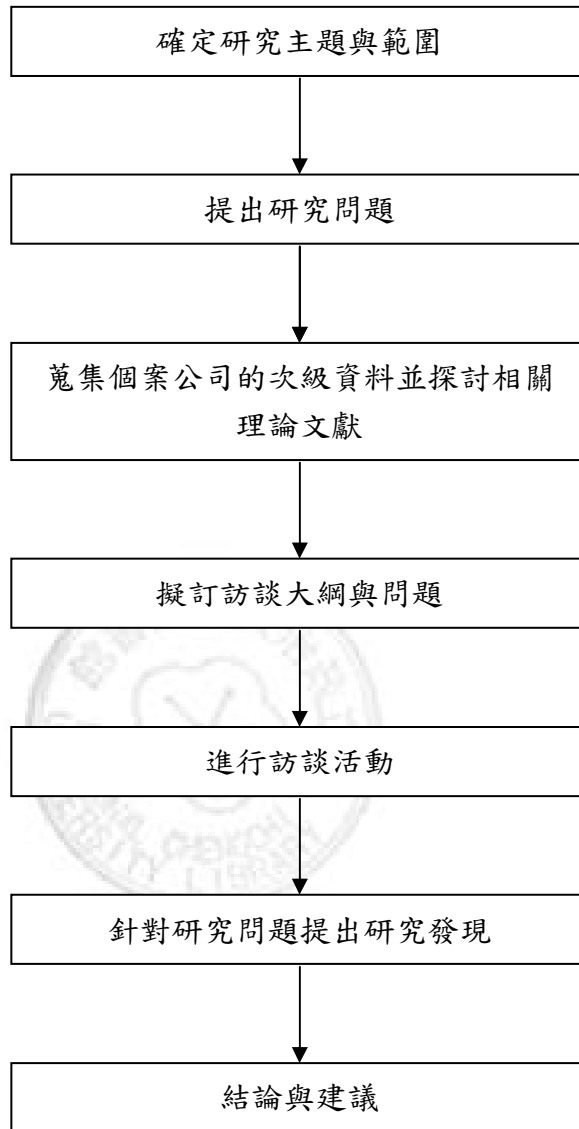 確定研究主題與範圍
提出研究問題
蒐集個案公司的次級資料並探討相關
理論文獻
擬訂訪談大綱與問題
進行訪談活動
針對研究問題提出研究發現
結論與建議